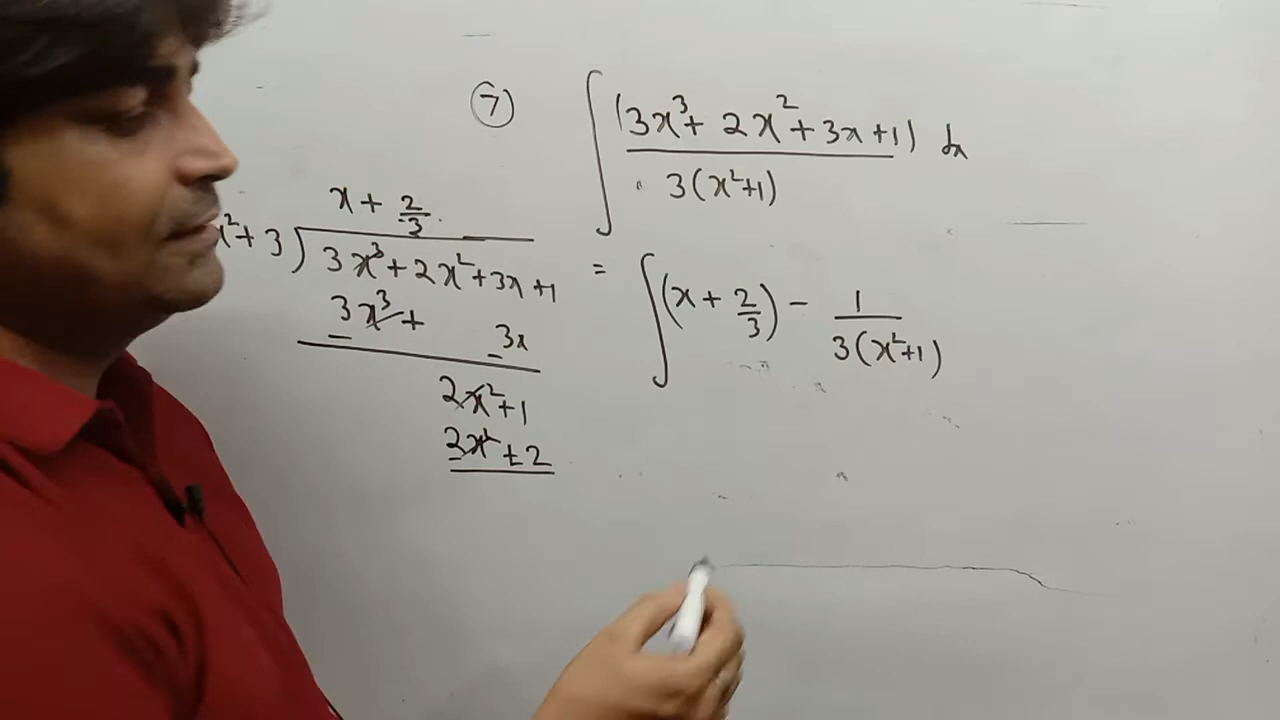 (7) ∫ (3x³ + 2x² + 3x + 1) / 3(x² + 1) dx
x + 2/3
x² + 3 ) 3x³ + 2x² + 3x + 1
3x³ + 3x
2x² + 1
3x² + 2
= ∫ (x + 2/3) − 1 / 3(x² + 1)